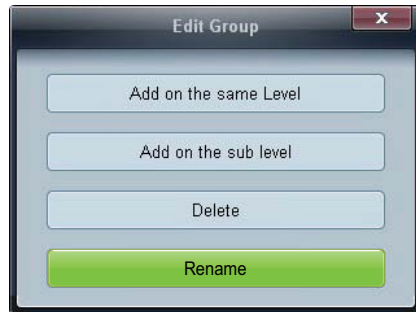 Edit Group
x
Add on the same Level
Add on the sub level
Delete
Rename